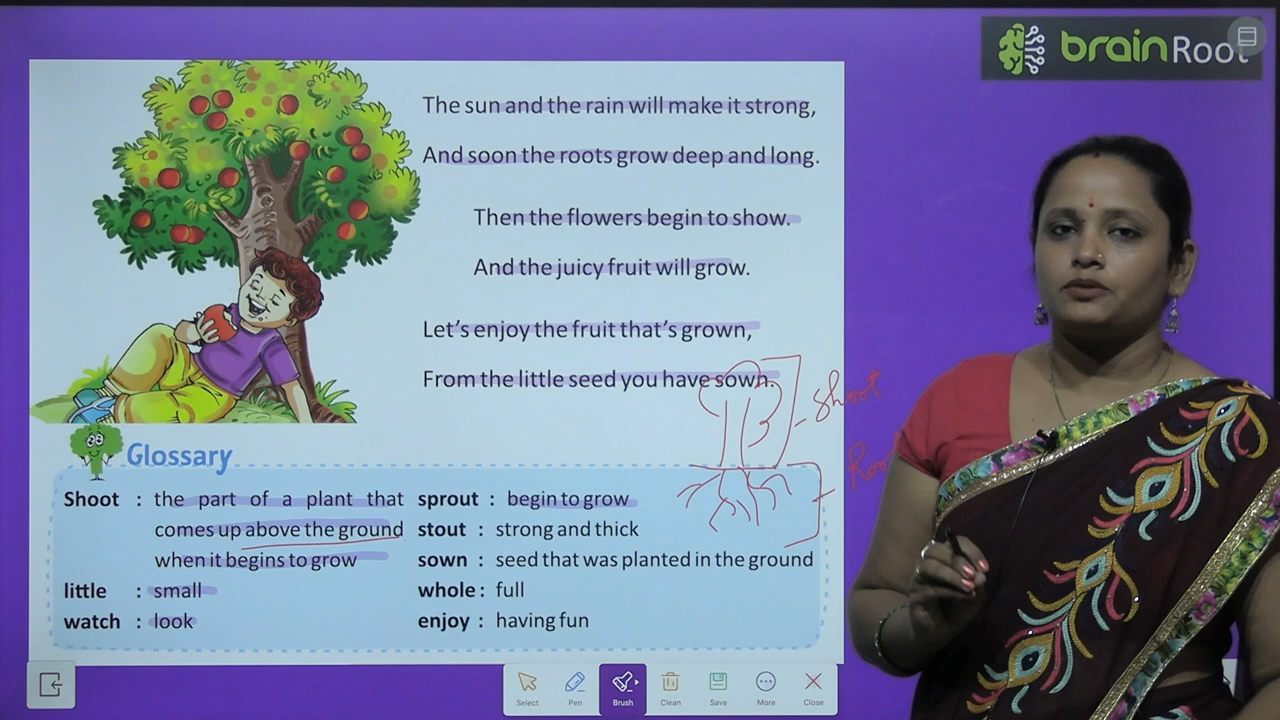 brainRoot
The sun and the rain will make it strong,
And soon the roots grow deep and long.
Then the flowers begin to show.
And the juicy fruit will grow.
Let's enjoy the fruit that's grown,
From the little seed you have sown.
Shoot
Root
Glossary
Shoot : the part of a plant that
comes up above the ground
when it begins to grow
little : small
watch : look
sprout : begin to grow
stout : strong and thick
sown : seed that was planted in the ground
whole : full
enjoy : having fun
Select Pen Brush Clean Save More Close